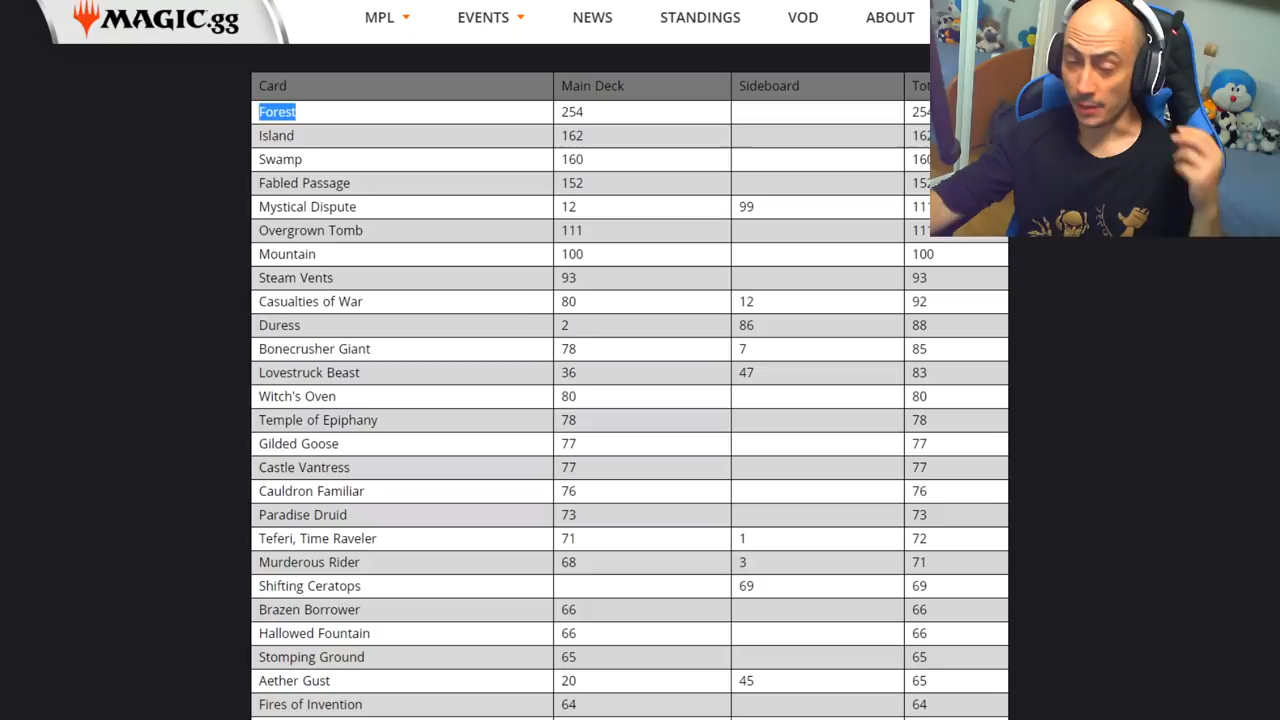 MAGIC.gg MPL EVENTS NEWS STANDINGS VOD ABOUT
Card Main Deck Sideboard
Forest 254
Island 162
Swamp 160
Fabled Passage 152
Mystical Dispute 12 99
Overgrown Tomb 111
Mountain 100 100
Steam Vents 93 93
Casualties of War 80 12 92
Duress 2 86 88
Bonecrusher Giant 78 7 85
Lovestruck Beast 36 47 83
Witch's Oven 80 80
Temple of Epiphany 78 78
Gilded Goose 77 77
Castle Vantress 77 77
Cauldron Familiar 76 76
Paradise Druid 73 73
Teferi, Time Raveler 71 1 72
Murderous Rider 68 3 71
Shifting Ceratops 69 69
Brazen Borrower 66 66
Hallowed Fountain 66 66
Stomping Ground 65 65
Aether Gust 20 45 65
Fires of Invention 64 64